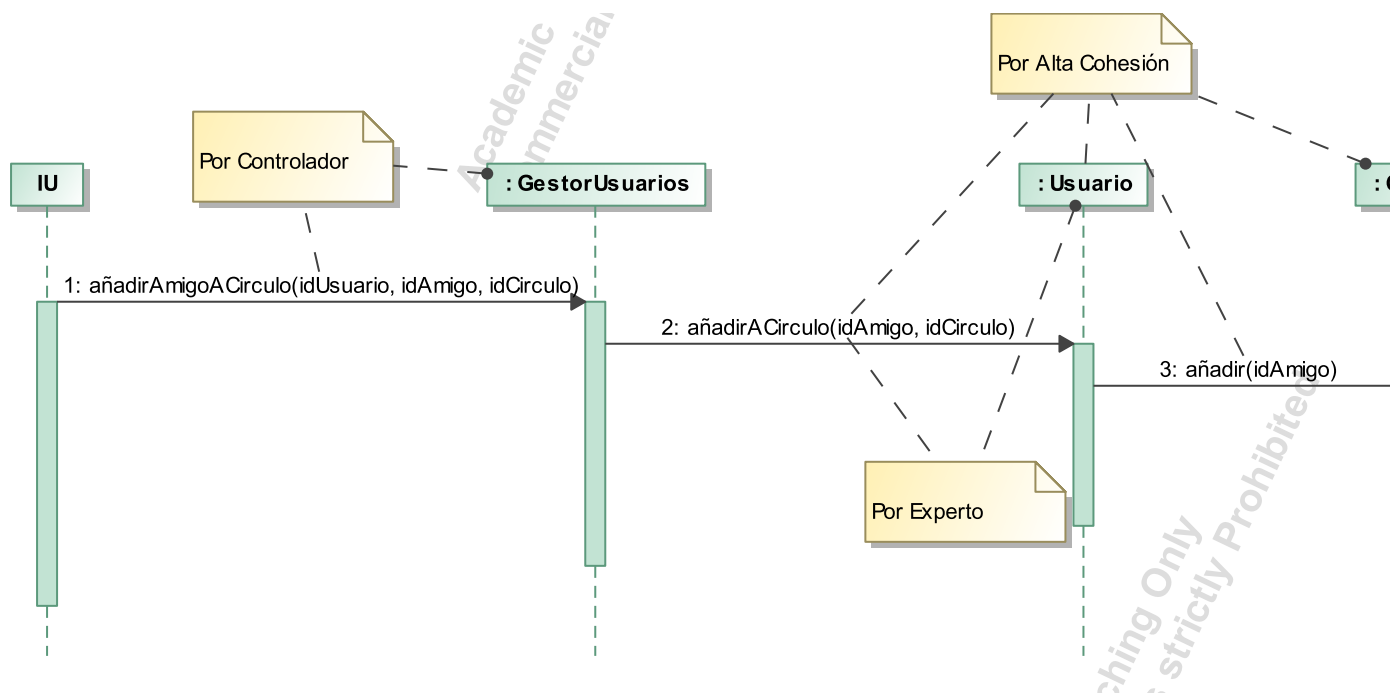 Por Alta Cohesión
Por Controlador
IU
: GestorUsuarios
: Usuario
1: añadirAmigoACirculo(idUsuario, idAmigo, idCirculo)
2: añadirACirculo(idAmigo, idCirculo)
3: añadir(idAmigo)
Por Experto
Academic
Only
strictly Prohibited